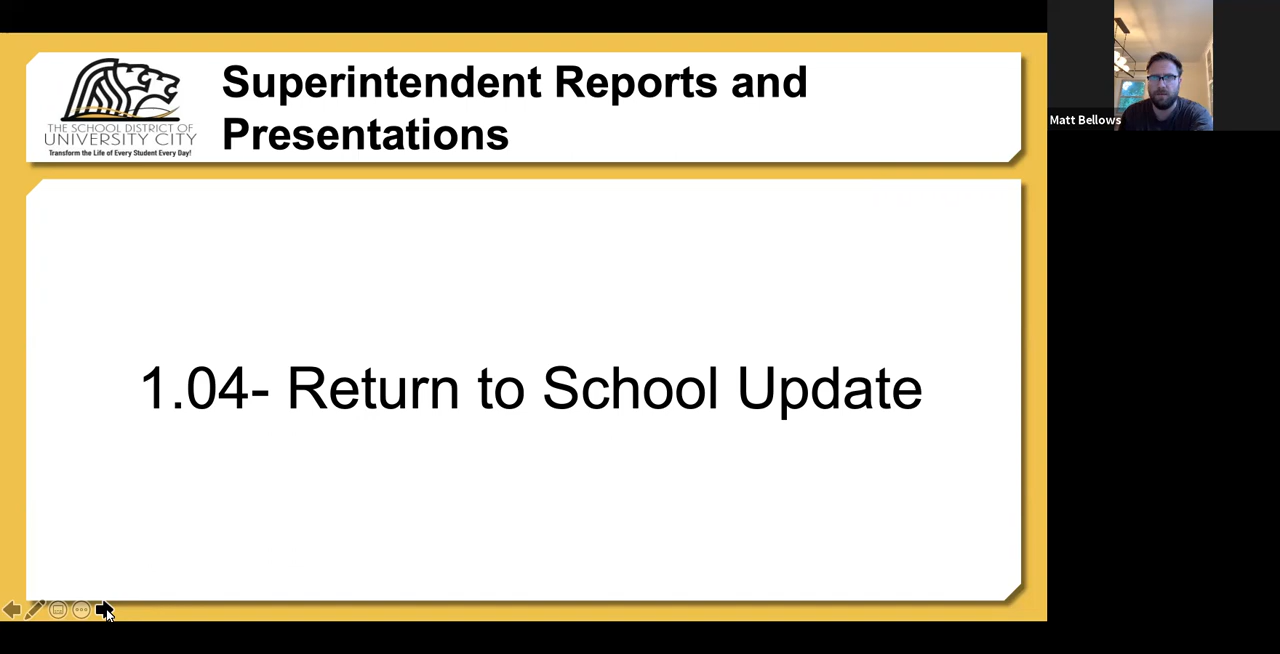 Superintendent Reports and
Presentations
THE SCHOOL DISTRICT OF
UNIVERSITY CITY
Transform the Life of Every Student Every Day!
Matt Bellows
1.04- Return to School Update